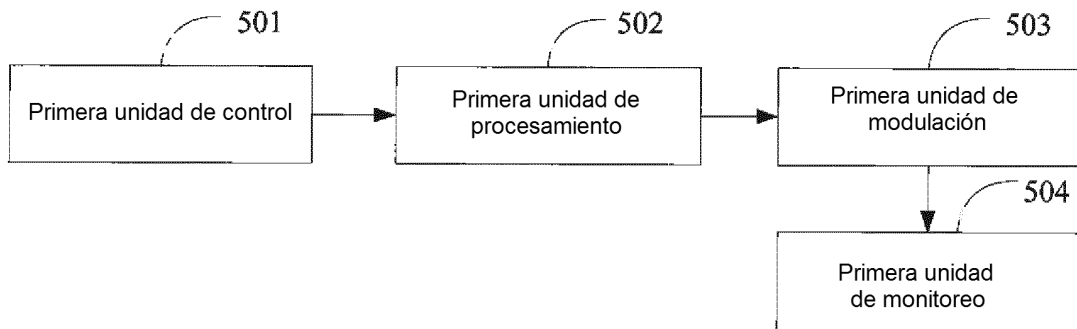 501
502
503
Primera unidad de control
Primera unidad de
procesamiento
Primera unidad de
modulación
504
Primera unidad
de monitoreo